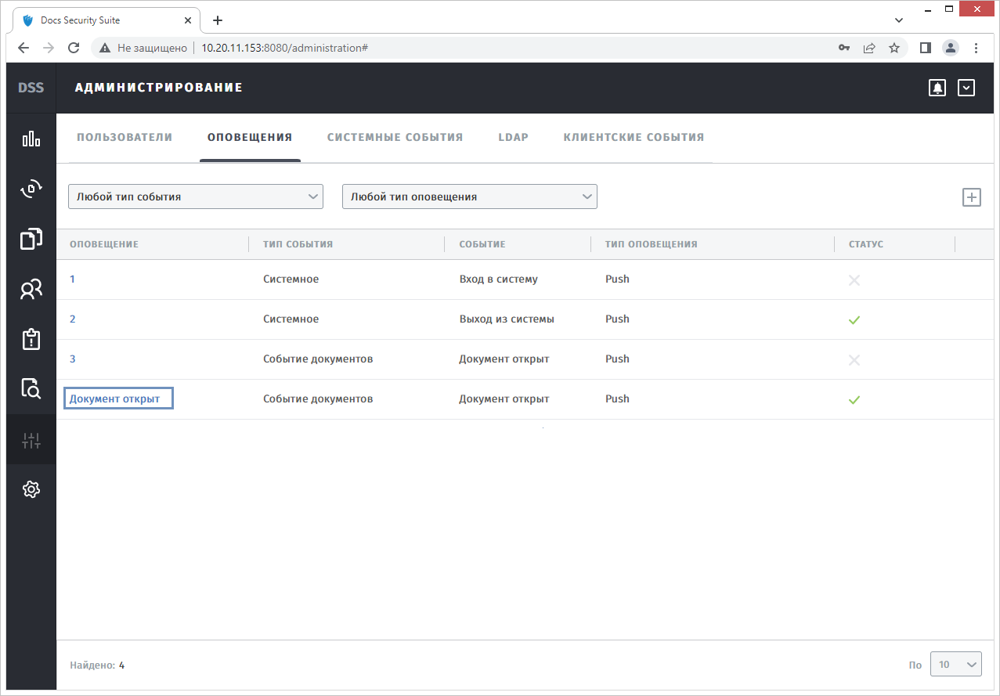 Docs Security Suite
Не защищено 10.20.11.153:8080/administration#
DSS АДМИНИСТРИРОВАНИЕ
ПОЛЬЗОВАТЕЛИ ОПОВЕЩЕНИЯ СИСТЕМНЫЕ СОБЫТИЯ LDAP КЛИЕНТСКИЕ СОБЫТИЯ
Любой тип события Любой тип оповещения
ОПОВЕЩЕНИЕ ТИП СОБЫТИЯ СОБЫТИЕ ТИП ОПОВЕЩЕНИЯ СТАТУС
1 Системное Вход в систему Push
2 Системное Выход из системы Push
3 Событие документов Документ открыт Push
Документ открыт Событие документов Документ открыт Push
Найдено: 4 По 10